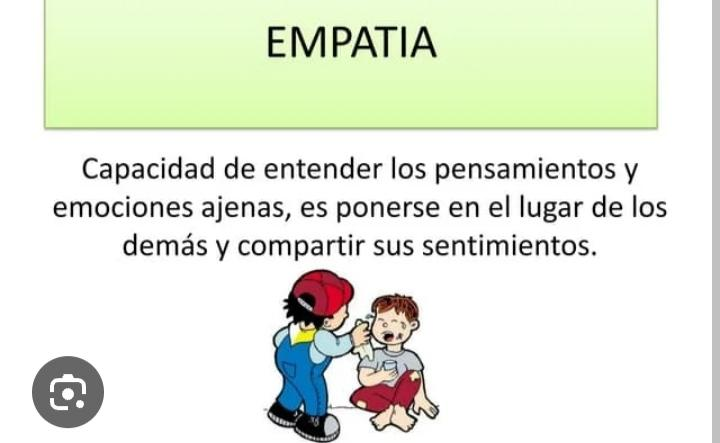 EMPATIA
Capacidad de entender los pensamientos y
emociones ajenas, es ponerse en el lugar de los
demás y compartir sus sentimientos.